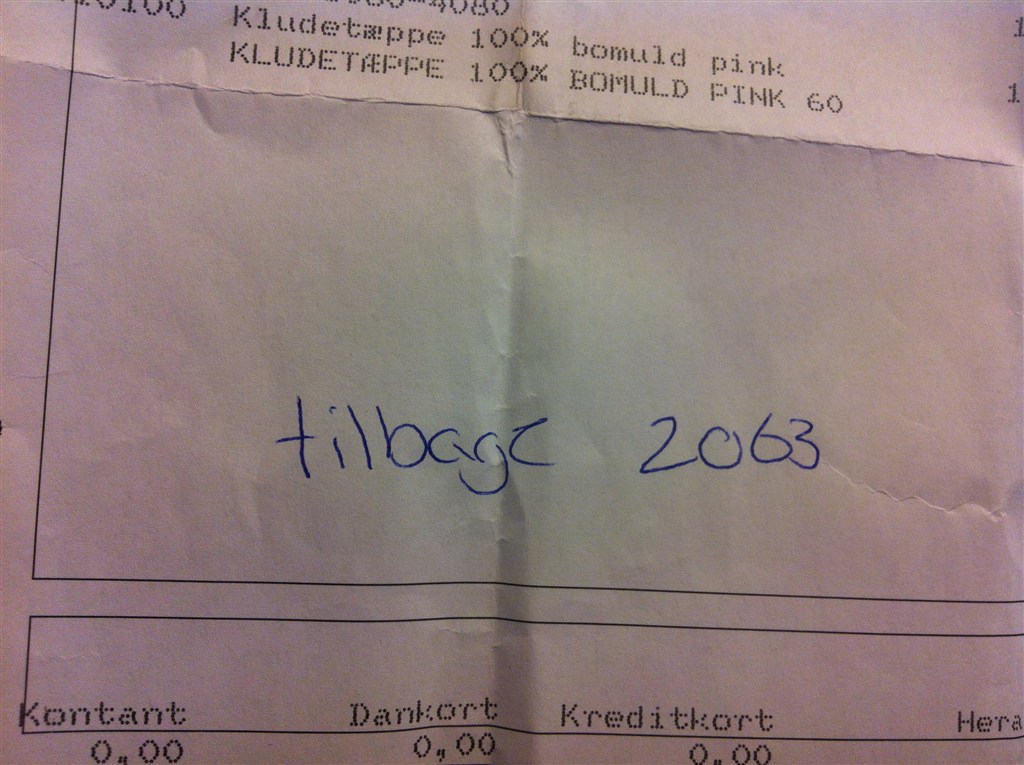 -4080
Kludetæppe 100% bomuld pink
KLUDETÆPPE 100% BOMULD PINK 60
tilbage 2063
Kontant Dankort Kreditkort
0,00 0,00 0,00